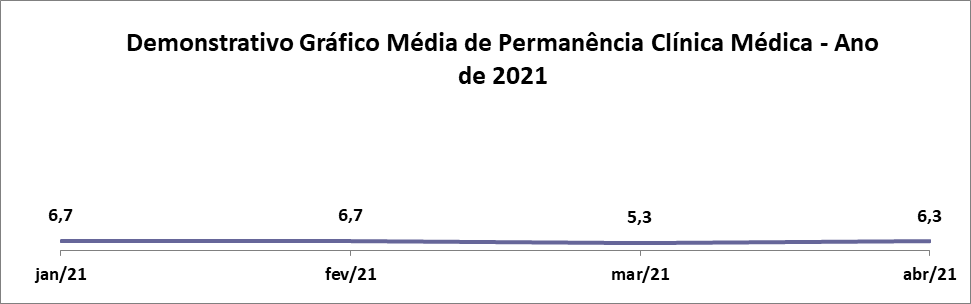 Demonstrativo Gráfico Média de Permanência Clínica Médica - Ano
de 2021
6,7 6,7 5,3 6,3
jan/21 fev/21 mar/21 abr/21